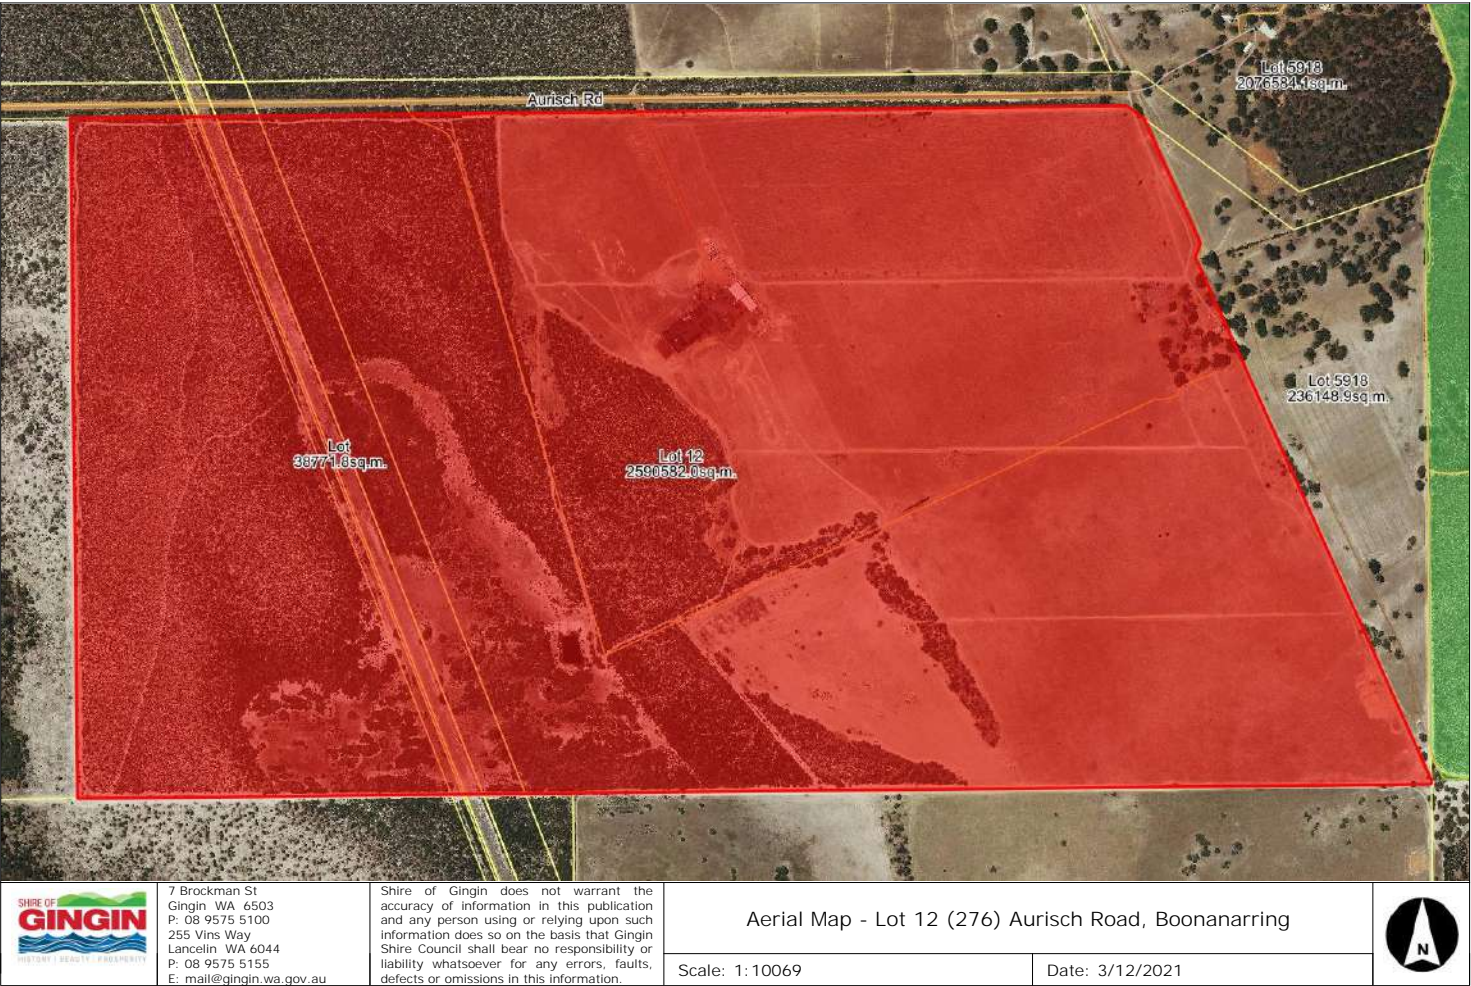 Aurisch Rd
Lot 5918
2076584.1sq.m.
Lot 5918
236148.9sq.m.
Lot
38771.8sq.m.
Lot 12
2590582.0sq.m.
SHIRE OF
GINGIN
HISTORY | BEAUTY | PROSPERITY
7 Brockman St
Gingin WA 6503
P: 08 9575 5100
255 Vins Way
Lancelin WA 6044
P: 08 9575 5155
E: mail@gingin.wa.gov.au
Shire of Gingin does not warrant the
accuracy of information in this publication
and any person using or relying upon such
information does so on the basis that Gingin
Shire Council shall bear no responsibility or
liability whatsoever for any errors, faults,
defects or omissions in this information.
Aerial Map - Lot 12 (276) Aurisch Road, Boonanarring
Scale: 1:10069
Date: 3/12/2021
N